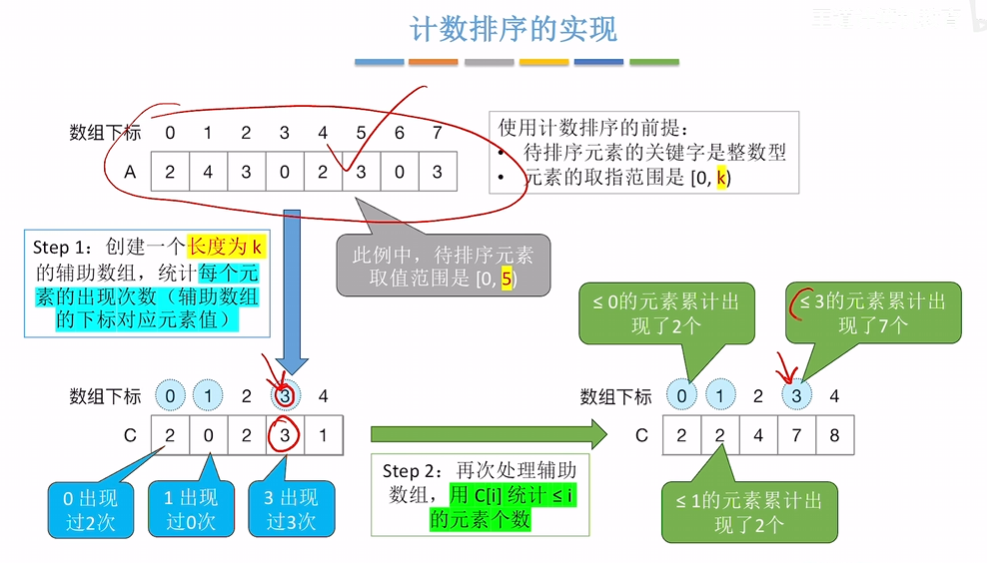 计数排序的实现
数组下标 0 1 2 3 4 5 6 7
A 2 4 3 0 2 3 0 3
使用计数排序的前提：
• 待排序元素的关键字是整数型
• 元素的取指范围是 [0, k)
此例中，待排序元素
取值范围是 [0, 5)
Step 1：创建一个长度为 k
的辅助数组，统计每个元
素的出现次数（辅助数组
的下标对应元素值）
≤ 0的元素累计出
现了2个
≤ 3的元素累计出
现了7个
数组下标 0 1 2 3 4
C 2 0 2 3 1
数组下标 0 1 2 3 4
C 2 2 4 7 8
Step 2：再次处理辅助
数组，用 C[i] 统计 ≤ i
的元素个数
0 出现
过2次
1 出现
过0次
3 出现
过3次
≤ 1的元素累计出
现了2个